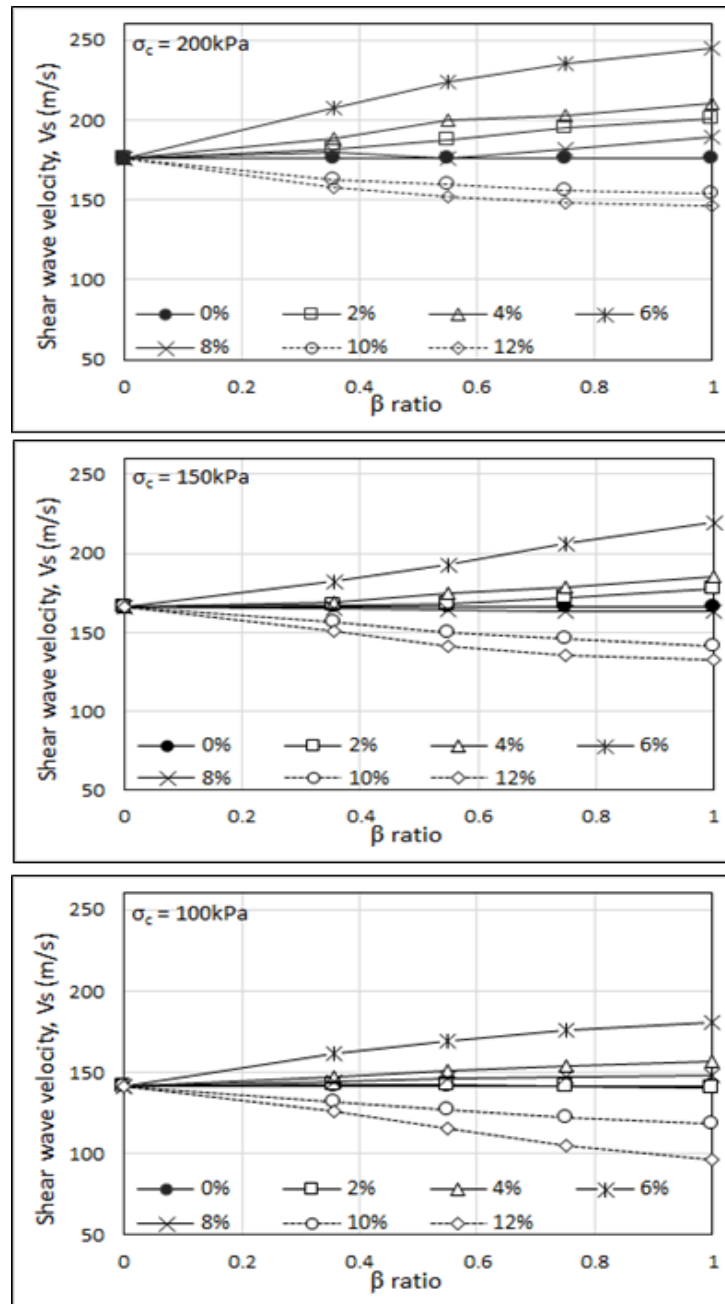 σc = 200kPa
Shear wave velocity, Vs (m/s)
250
200
150
100
50
0% 2% 4% 6%
8% 10% 12%
0 0.2 0.4 0.6 0.8 1
β ratio
σc = 150kPa
Shear wave velocity, Vs (m/s)
250
200
150
100
50
0% 2% 4% 6%
8% 10% 12%
0 0.2 0.4 0.6 0.8 1
β ratio
σc = 100kPa
Shear wave velocity, Vs (m/s)
250
200
150
100
50
0% 2% 4% 6%
8% 10% 12%
0 0.2 0.4 0.6 0.8 1
β ratio